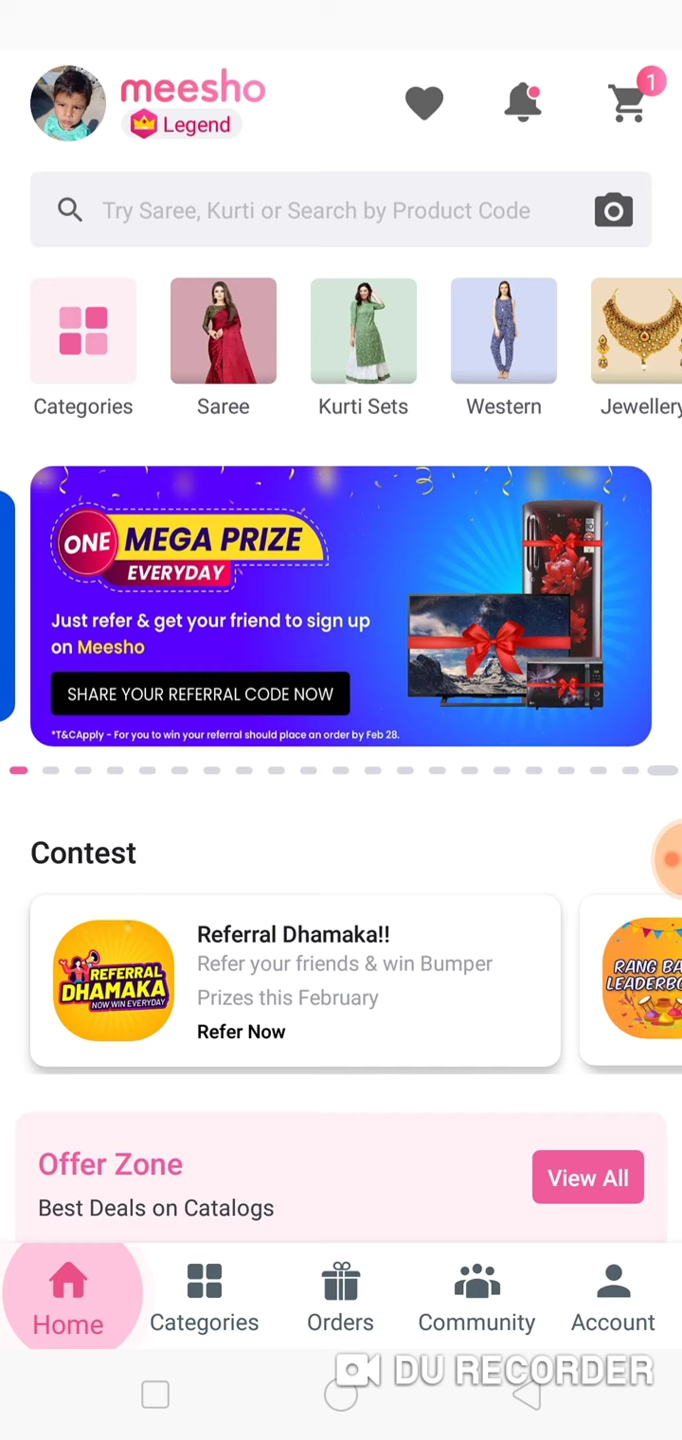 meesho
Legend
1
Try Saree, Kurti or Search by Product Code
Categories
Saree
Kurti Sets
Western
Jewellery
ONE MEGA PRIZE
EVERYDAY
Just refer & get your friend to sign up
on Meesho
SHARE YOUR REFERRAL CODE NOW
*T&CApply - For you to win your referral should place an order by Feb 28.
Contest
REFERRAL
DHAMAKA
NOW WIN EVERYDAY
Referral Dhamaka!!
Refer your friends & win Bumper
Prizes this February
Refer Now
RANG BA
LEADERBO
Offer Zone
Best Deals on Catalogs
View All
Home
Categories
Orders
Community
Account
DU RECORDER